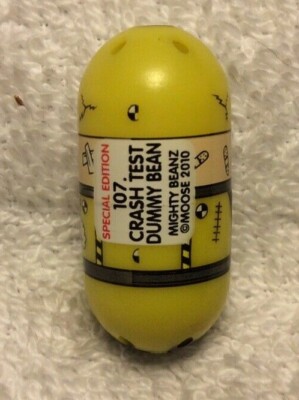 SPECIAL EDITION
107.
CRASH TEST
DUMMY BEAN
MIGHTY BEANZ
©MOOSE 2010